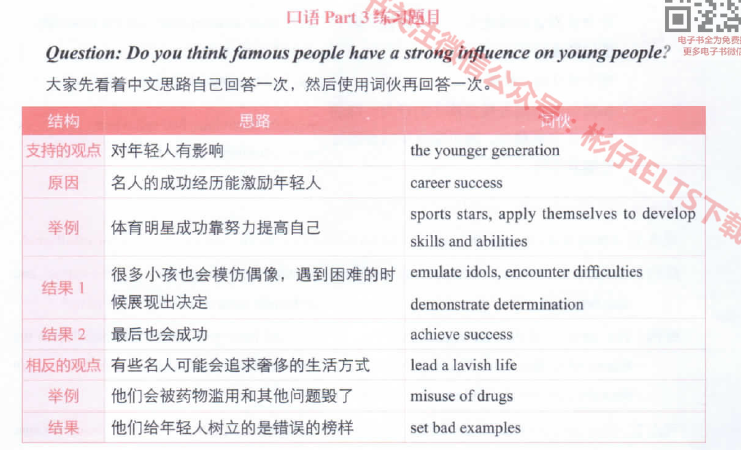 口语 Part 3 练习题目
电子书全为免费
更多电子书微信
Question: Do you think famous people have a strong influence on young people?
大家先看着中文思路自己回答一次，然后使用词伙再回答一次。
关注微信公众号：彬仔IELTS下载
结构 思路 词伙
支持的观点 对年轻人有影响 the younger generation
原因 名人的成功经历能激励年轻人 career success
举例 体育明星成功靠努力提高自己 sports stars, apply themselves to develop
skills and abilities
结果 1 很多小孩也会模仿偶像，遇到困难的时 emulate idols, encounter difficulties
候展现出决定 demonstrate determination
结果 2 最后也会成功 achieve success
相反的观点 有些名人可能会追求奢侈的生活方式 lead a lavish life
举例 他们会被药物滥用和其他问题毁了 misuse of drugs
结果 他们给年轻人树立的是错误的榜样 set bad examples